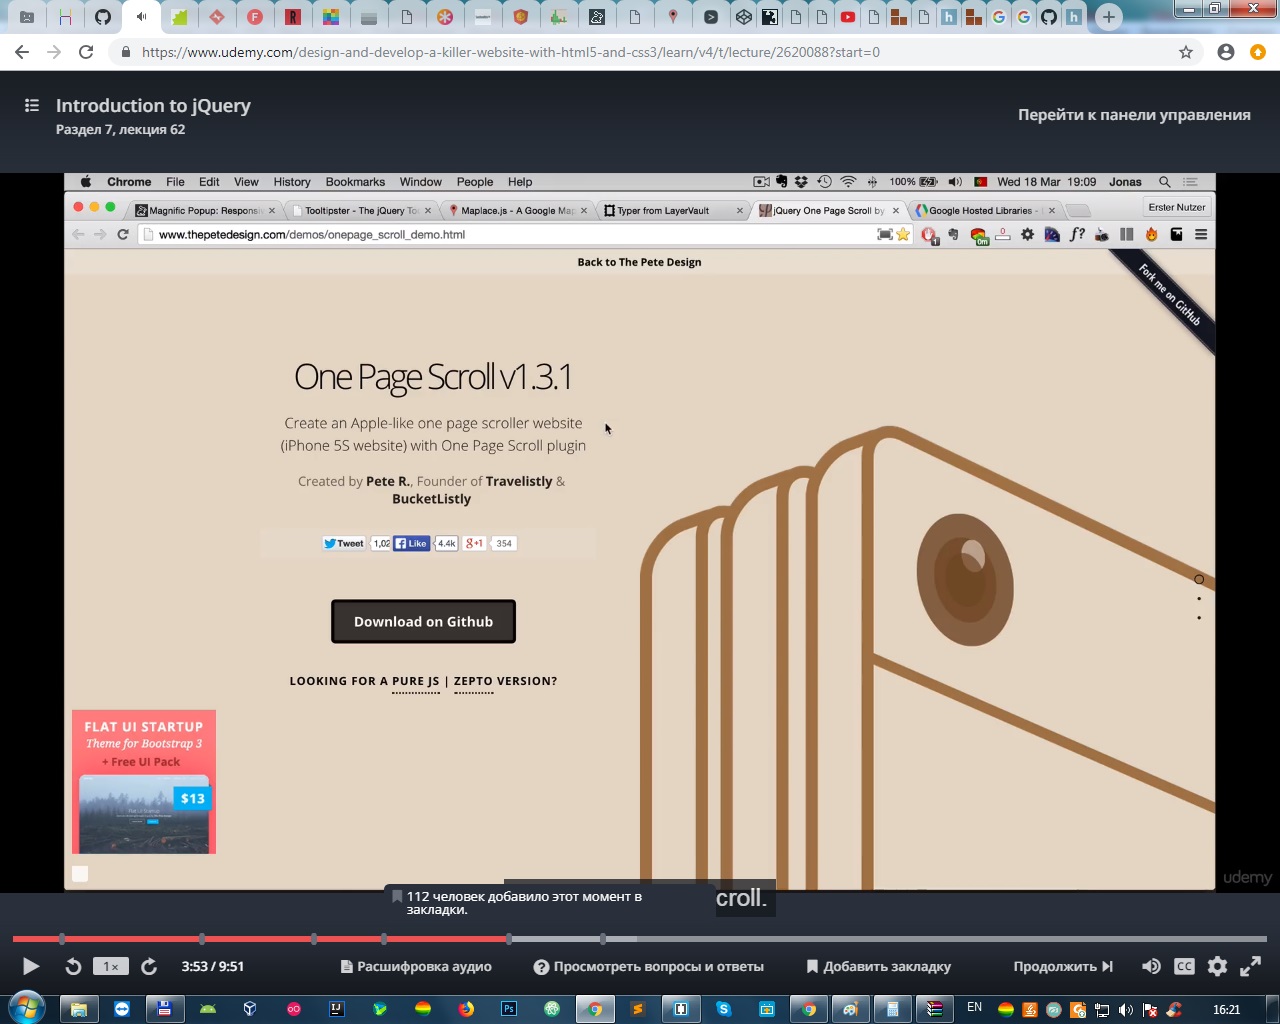 https://www.udemy.com/design-and-develop-a-killer-website-with-html5-and-css3/learn/v4/t/lecture/2620088?start=0
Introduction to jQuery
Раздел 7, лекция 62
Перейти к панели управления
Chrome File Edit View History Bookmarks Window People Help
100% Wed 18 Mar 19:09 Jonas
Magnific Popup: Responsi
Tooltipster - The jQuery To
Maplace.js - A Google Ma
Typer from LayerVault
jQuery One Page Scroll by
Google Hosted Libraries -
Erster Nutzer
www.thepetedesign.com/demos/onepage_scroll_demo.html
Back to The Pete Design
Fork me on GitHub
One Page Scroll v1.3.1
Create an Apple-like one page scroller website
(iPhone 5S website) with One Page Scroll plugin
Created by Pete R., Founder of Travelistly &
BucketListly
Tweet 1,02 Like 4.4k g+1 354
Download on Github
LOOKING FOR A PURE JS | ZEPTO VERSION?
FLAT UI STARTUP
Theme for Bootstrap 3
+ Free UI Pack
$13
udemy
112 человек добавило этот момент в
закладки.
croll.
1× 3:53 / 9:51 Расшифровка аудио Просмотреть вопросы и ответы Добавить закладку Продолжить CC
EN 16:21